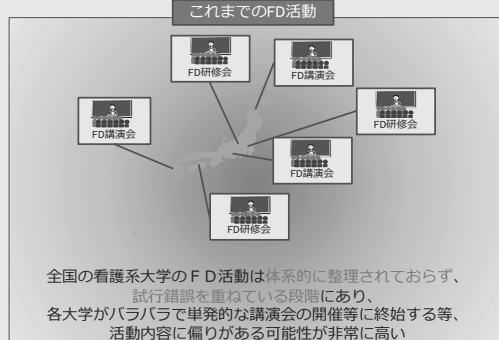 これまでのFD活動
FD研修会
FD講演会
FD講演会
FD研修会
FD講演会
FD研修会
全国の看護系大学のＦＤ活動は体系的に整理されておらず、
試行錯誤を重ねている段階にあり、
各大学がバラバラで単発的な講演会の開催等に終始する等、
活動内容に偏りがある可能性が非常に高い